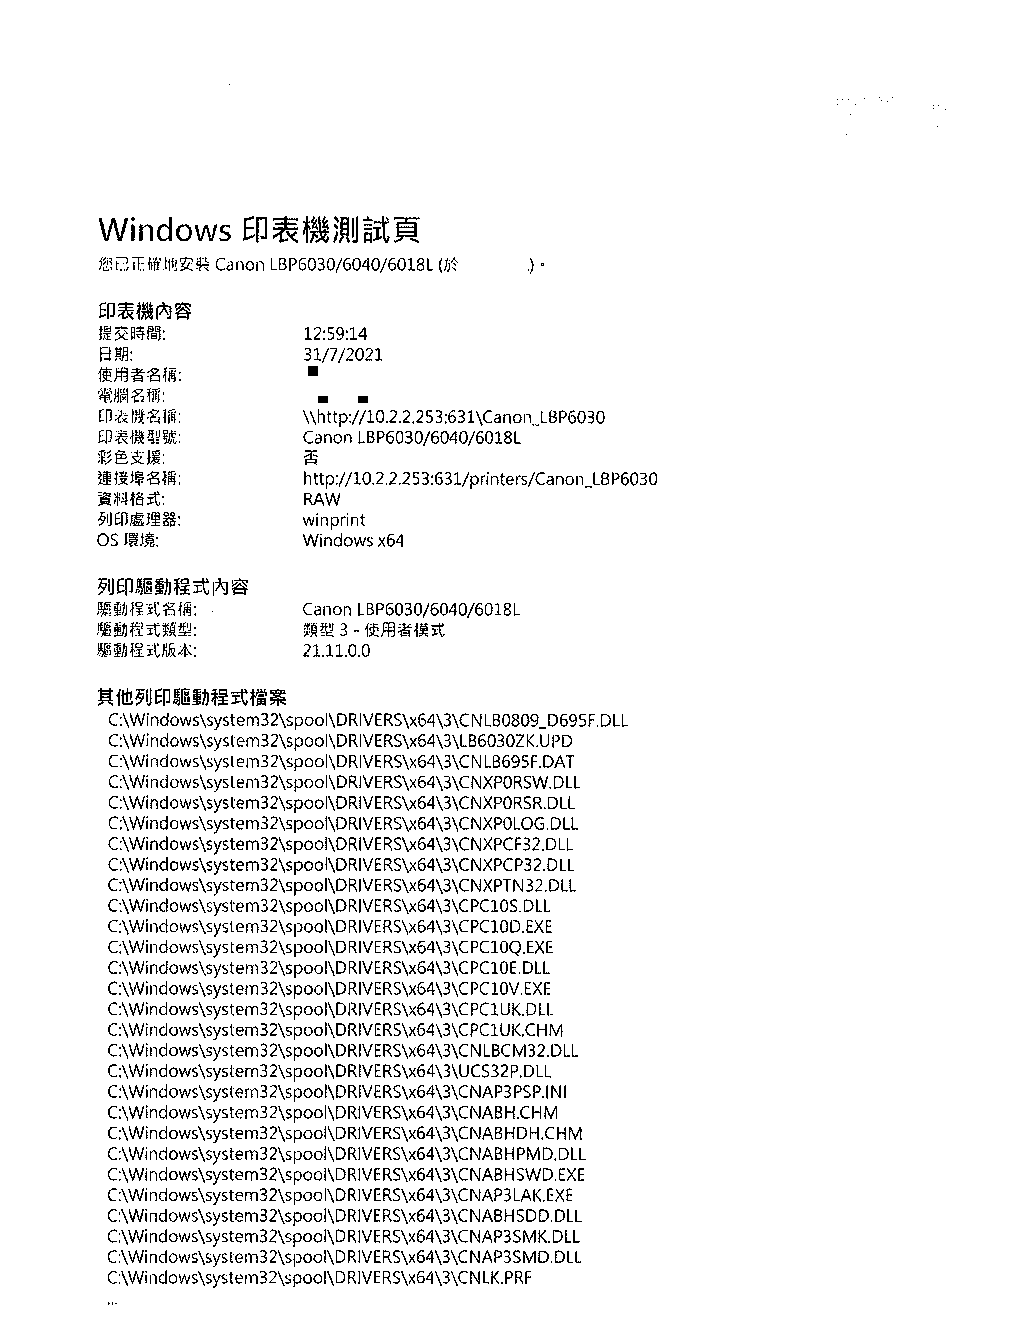 Windows 印表機測試頁
您已正確地安裝 Canon LBP6030/6040/6018L (於 .)。
印表機內容
提交時間: 12:59:14
日期: 31/7/2021
使用者名稱:
電腦名稱:
印表機名稱: \\http://10.2.2.253:631\Canon_LBP6030
印表機型號: Canon LBP6030/6040/6018L
彩色支援: 否
連接埠名稱: http://10.2.2.253:631/printers/Canon_LBP6030
資料格式: RAW
列印處理器: winprint
OS 環境: Windows x64
列印驅動程式內容
驅動程式名稱: Canon LBP6030/6040/6018L
驅動程式類型: 類型 3 - 使用者模式
驅動程式版本: 21.11.0.0
其他列印驅動程式檔案
C:\Windows\system32\spool\DRIVERS\x64\3\CNLB0809_D695F.DLL
C:\Windows\system32\spool\DRIVERS\x64\3\LB6030ZK.UPD
C:\Windows\system32\spool\DRIVERS\x64\3\CNLB695F.DAT
C:\Windows\system32\spool\DRIVERS\x64\3\CNXP0RSW.DLL
C:\Windows\system32\spool\DRIVERS\x64\3\CNXP0RSR.DLL
C:\Windows\system32\spool\DRIVERS\x64\3\CNXP0LOG.DLL
C:\Windows\system32\spool\DRIVERS\x64\3\CNXPCF32.DLL
C:\Windows\system32\spool\DRIVERS\x64\3\CNXPCP32.DLL
C:\Windows\system32\spool\DRIVERS\x64\3\CNXPTN32.DLL
C:\Windows\system32\spool\DRIVERS\x64\3\CPC10S.DLL
C:\Windows\system32\spool\DRIVERS\x64\3\CPC10D.EXE
C:\Windows\system32\spool\DRIVERS\x64\3\CPC10Q.EXE
C:\Windows\system32\spool\DRIVERS\x64\3\CPC10E.DLL
C:\Windows\system32\spool\DRIVERS\x64\3\CPC10V.EXE
C:\Windows\system32\spool\DRIVERS\x64\3\CPC1UK.DLL
C:\Windows\system32\spool\DRIVERS\x64\3\CPC1UK.CHM
C:\Windows\system32\spool\DRIVERS\x64\3\CNLBCM32.DLL
C:\Windows\system32\spool\DRIVERS\x64\3\UCS32P.DLL
C:\Windows\system32\spool\DRIVERS\x64\3\CNAP3PSP.INI
C:\Windows\system32\spool\DRIVERS\x64\3\CNABH.CHM
C:\Windows\system32\spool\DRIVERS\x64\3\CNABHDH.CHM
C:\Windows\system32\spool\DRIVERS\x64\3\CNABHPMD.DLL
C:\Windows\system32\spool\DRIVERS\x64\3\CNABHSWD.EXE
C:\Windows\system32\spool\DRIVERS\x64\3\CNAP3LAK.EXE
C:\Windows\system32\spool\DRIVERS\x64\3\CNABHSDD.DLL
C:\Windows\system32\spool\DRIVERS\x64\3\CNAP3SMK.DLL
C:\Windows\system32\spool\DRIVERS\x64\3\CNAP3SMD.DLL
C:\Windows\system32\spool\DRIVERS\x64\3\CNLK.PRF
...